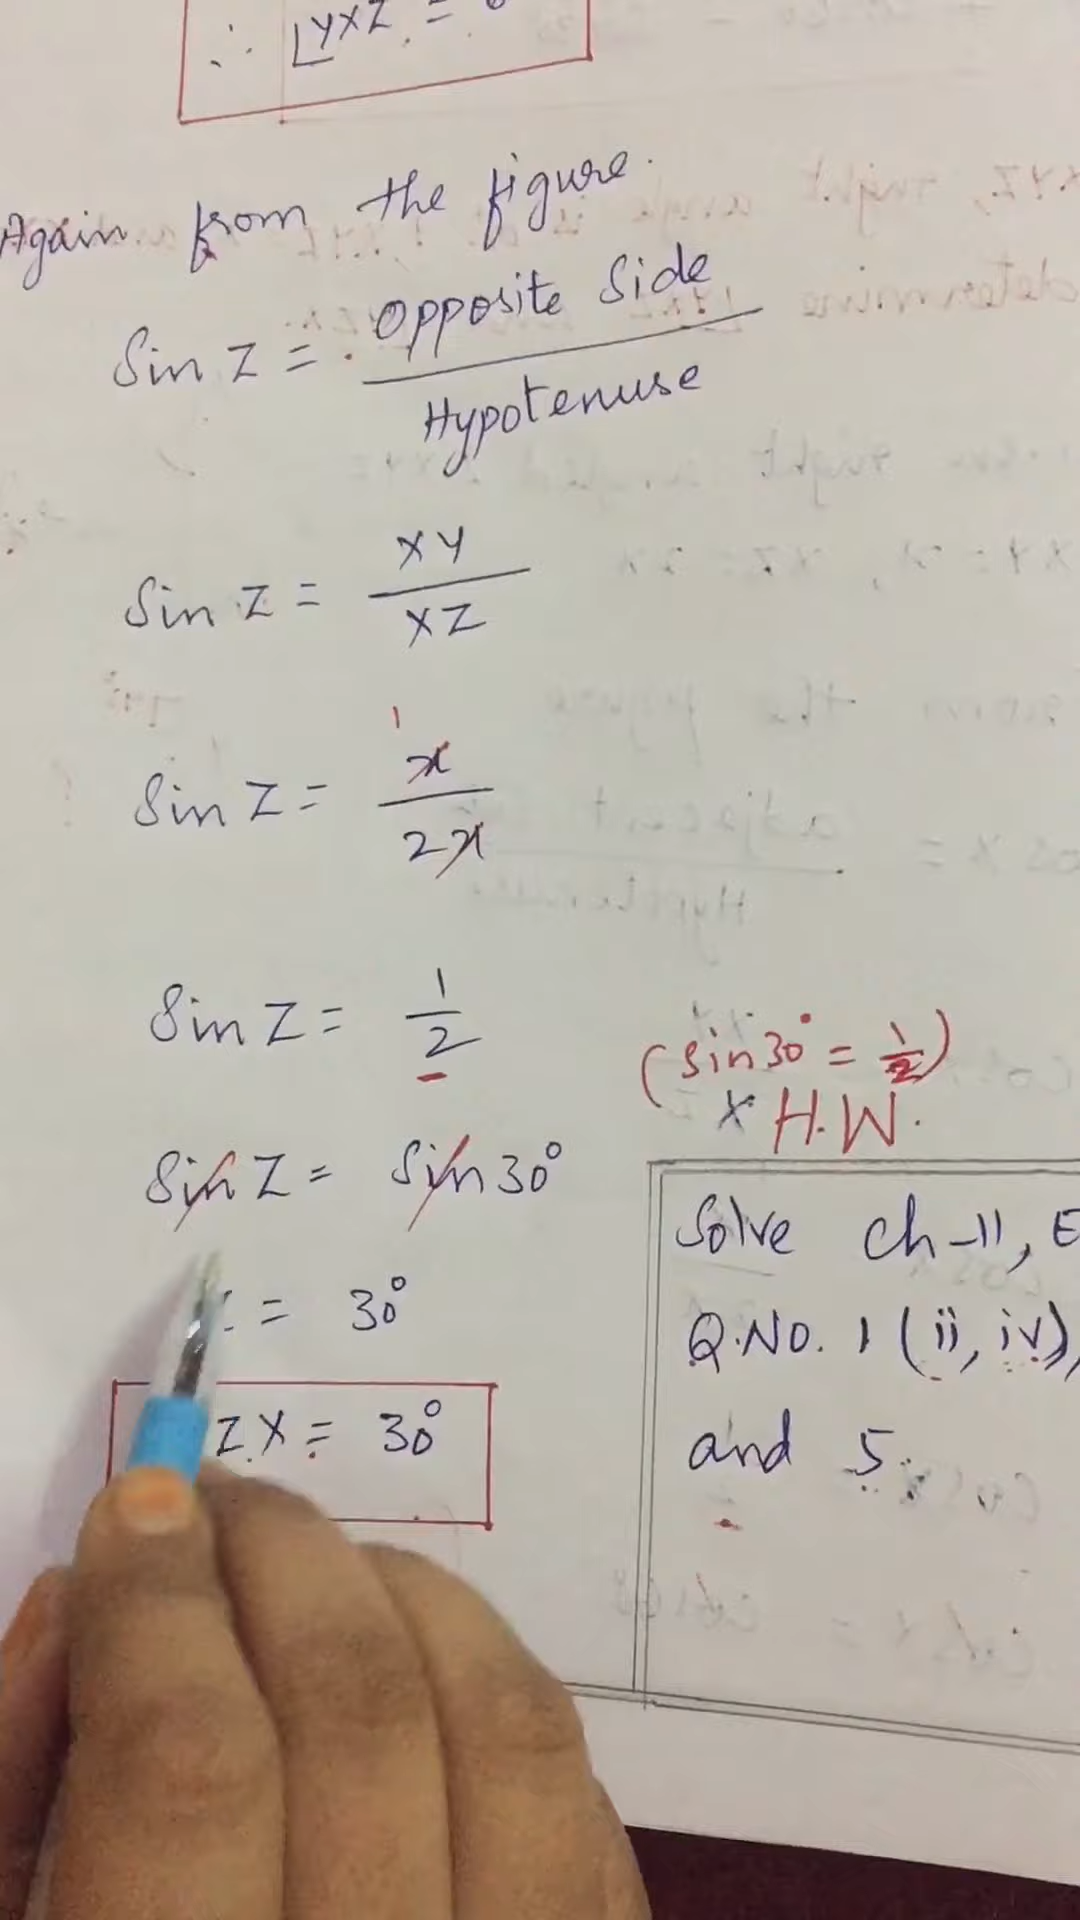 ∴ ∠YXZ =
Again from the figure.
Sin Z = Opposite Side
Hypotenuse
Sin Z = XY
XZ
1
Sin Z = x
2x
Sin Z = 1
2
(Sin 30° = 1/2)
x H.W.
Sin Z = Sin 30°
= 30°
ZX = 30°
Solve Ch-11, E
Q.NO. 1 (ii, iv),
and 5.